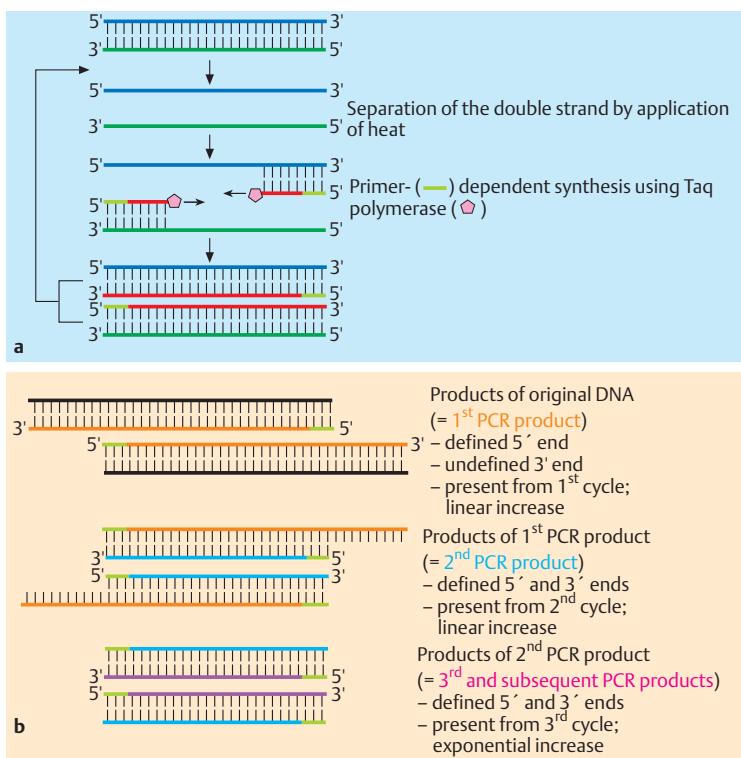 5' 3'
3' 5'
5' 3'
Separation of the double strand by application
of heat
3' 5'
5' 3'
Primer- ( ) dependent synthesis using Taq
polymerase ( )
5'
5'
3' 5'
5' 3'
3' 5'
5' 3'
3' 5'
a
Products of original DNA
(= 1st PCR product)
– defined 5´ end
– undefined 3' end
– present from 1st cycle;
linear increase
3' 5'
5' 3'
Products of 1st PCR product
(= 2nd PCR product)
– defined 5´ and 3´ ends
– present from 2nd cycle;
linear increase
3' 5'
5' 3'
Products of 2nd PCR product
(= 3rd and subsequent PCR products)
– defined 5´ and 3´ ends
– present from 3rd cycle;
exponential increase
3' 5'
5' 3'
b